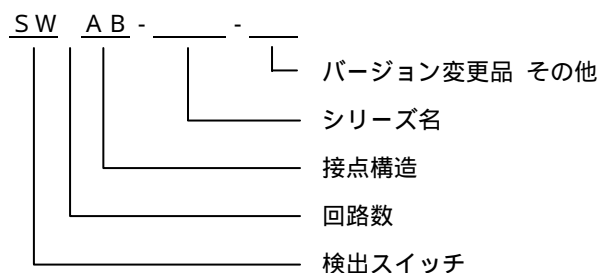 SW AB- -
バージョン変更品 その他
シリーズ名
接点構造
回路数
検出スイッチ